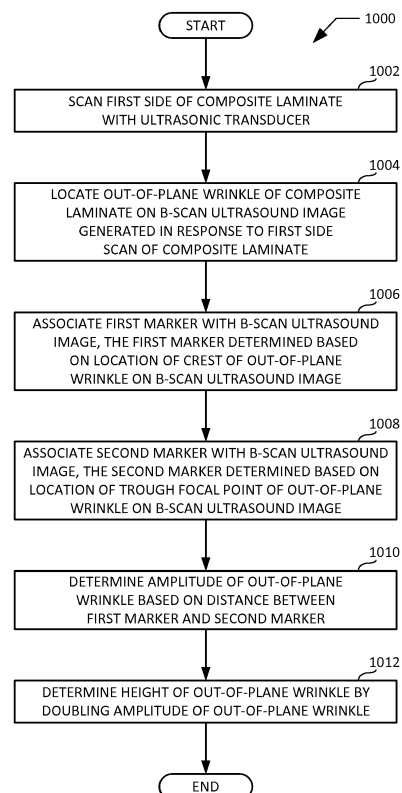 START
1000
1002
SCAN FIRST SIDE OF COMPOSITE LAMINATE
WITH ULTRASONIC TRANSDUCER
1004
LOCATE OUT-OF-PLANE WRINKLE OF COMPOSITE
LAMINATE ON B-SCAN ULTRASOUND IMAGE
GENERATED IN RESPONSE TO FIRST SIDE
SCAN OF COMPOSITE LAMINATE
1006
ASSOCIATE FIRST MARKER WITH B-SCAN ULTRASOUND
IMAGE, THE FIRST MARKER DETERMINED BASED
ON LOCATION OF CREST OF OUT-OF-PLANE
WRINKLE ON B-SCAN ULTRASOUND IMAGE
1008
ASSOCIATE SECOND MARKER WITH B-SCAN ULTRASOUND
IMAGE, THE SECOND MARKER DETERMINED BASED ON
LOCATION OF TROUGH FOCAL POINT OF OUT-OF-PLANE
WRINKLE ON B-SCAN ULTRASOUND IMAGE
1010
DETERMINE AMPLITUDE OF OUT-OF-PLANE
WRINKLE BASED ON DISTANCE BETWEEN
FIRST MARKER AND SECOND MARKER
1012
DETERMINE HEIGHT OF OUT-OF-PLANE WRINKLE BY
DOUBLING AMPLITUDE OF OUT-OF-PLANE WRINKLE
END